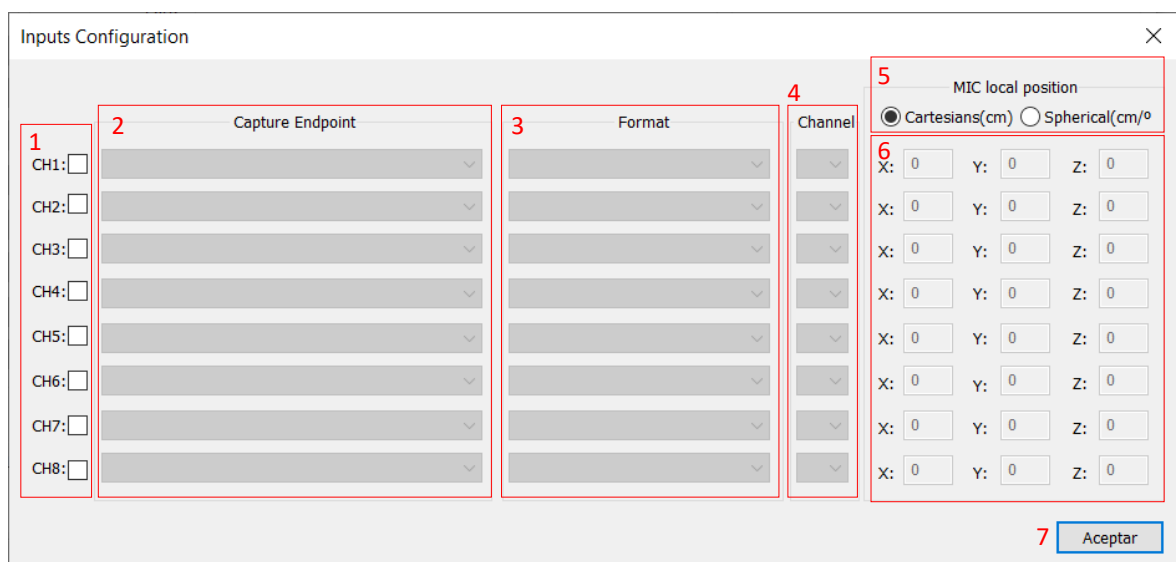 Inputs Configuration
5
MIC local position
4
Cartesians(cm) Spherical(cm/º
1 2 Capture Endpoint 3 Format Channel
6
CH1: X: 0 Y: 0 Z: 0
CH2: X: 0 Y: 0 Z: 0
CH3: X: 0 Y: 0 Z: 0
CH4: X: 0 Y: 0 Z: 0
CH5: X: 0 Y: 0 Z: 0
CH6: X: 0 Y: 0 Z: 0
CH7: X: 0 Y: 0 Z: 0
CH8: X: 0 Y: 0 Z: 0
7 Aceptar